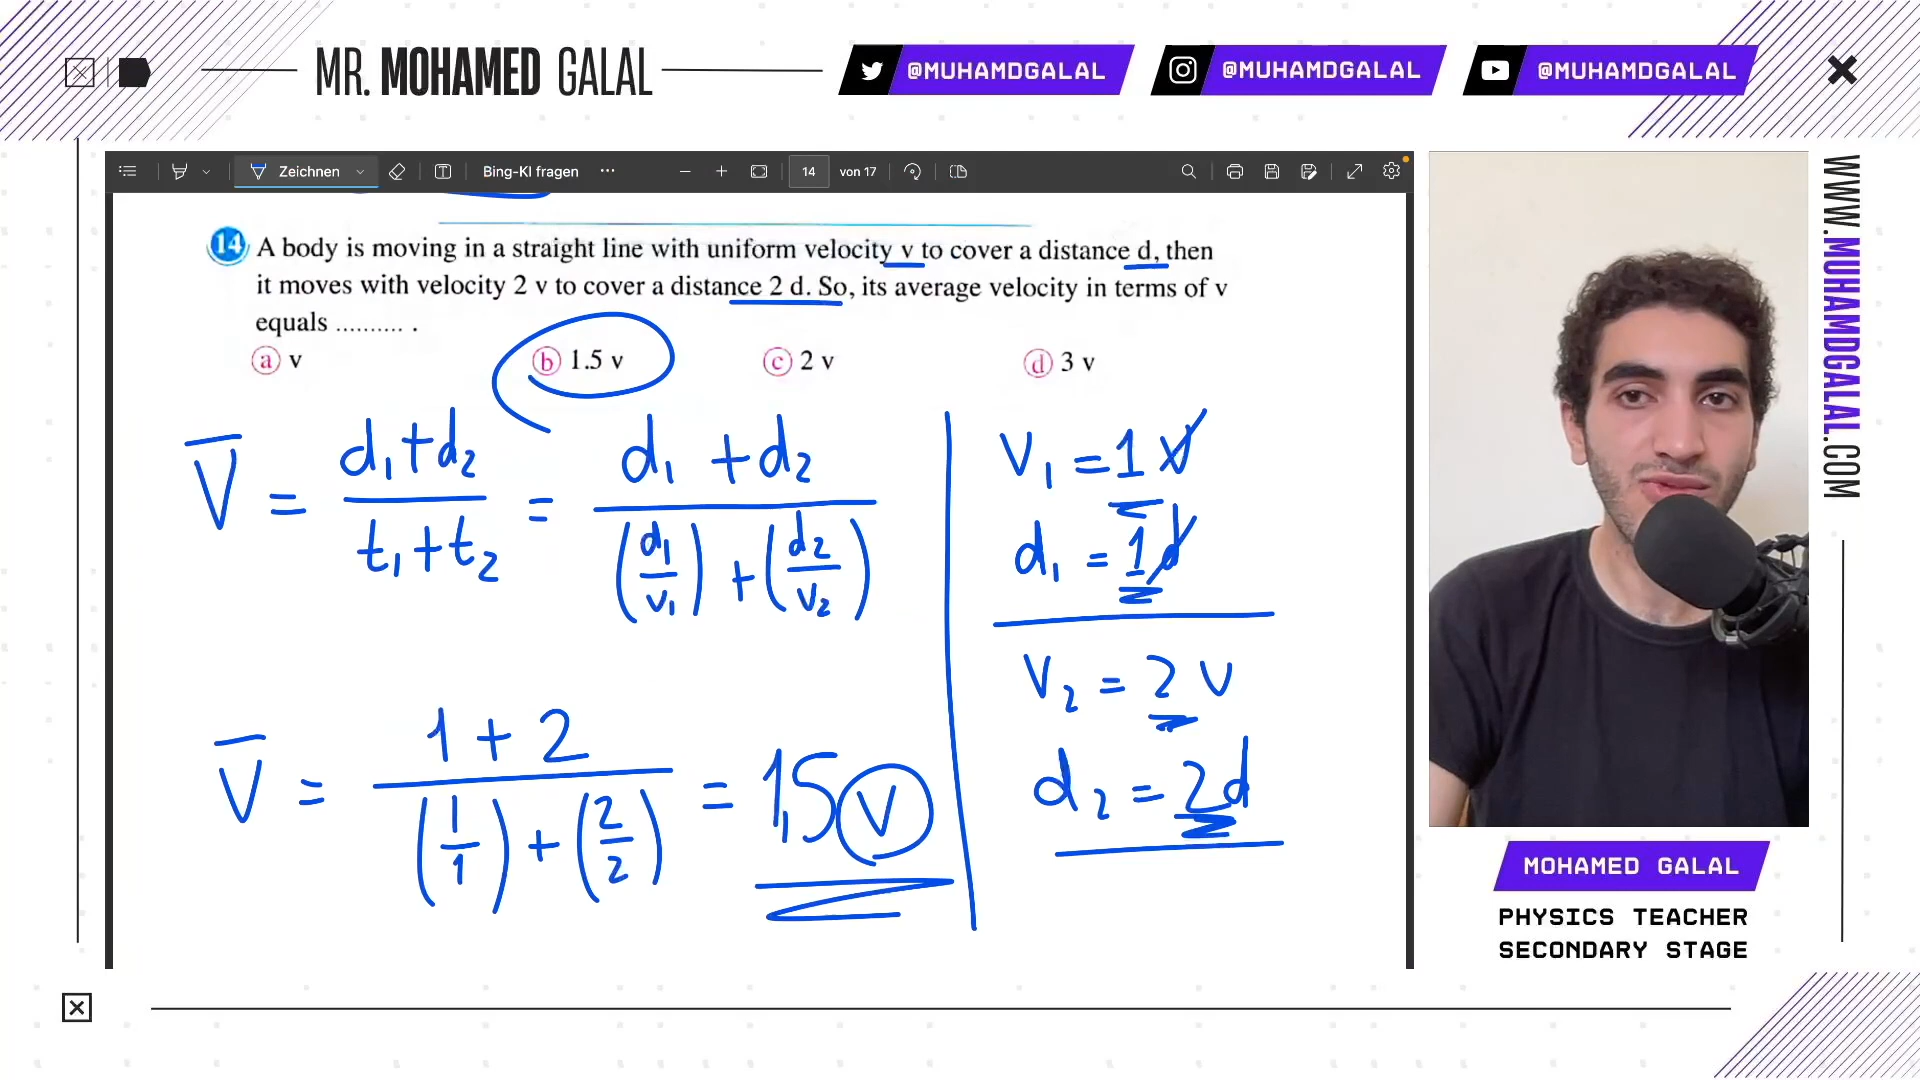 MR. MOHAMED GALAL
@MUHAMDGALAL
@MUHAMDGALAL
@MUHAMDGALAL
Zeichnen
Bing-KI fragen
14
von 17
14 A body is moving in a straight line with uniform velocity v to cover a distance d, then
it moves with velocity 2 v to cover a distance 2 d. So, its average velocity in terms of v
equals .......... .
a v
b 1.5 v
c 2 v
d 3 v
V̅ = (d₁+d₂)/(t₁+t₂) = (d₁+d₂)/((d₁/v₁)+(d₂/v₂))
V̅ = (1+2)/((1/1)+(2/2)) = 1,5 V
V₁ = 1 V
d₁ = 1d
V₂ = 2 V
d₂ = 2d
WWW.MUHAMDGALAL.COM
MOHAMED GALAL
PHYSICS TEACHER
SECONDARY STAGE